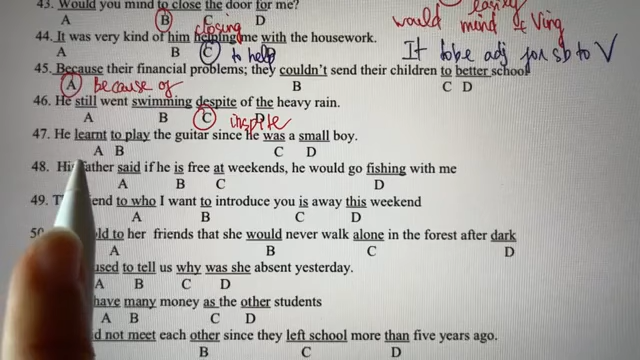 43. Would you mind to close the door for me?
A B C D
closing
easily
would mind + Ving
44. It was very kind of him helping me with the housework.
A B C D
to help
It tobe adj for sb to V
45. Because their financial problems; they couldn't send their children to better school
A B C D
Because of
46. He still went swimming despite of the heavy rain.
A B C D
inspite
47. He learnt to play the guitar since he was a small boy.
A B C D
48. His father said if he is free at weekends, he would go fishing with me
A B C D
49. to who I want to introduce you is away this weekend
A B C D
50. to her friends that she would never walk alone in the forest after dark
A B C D
used to tell us why was she absent yesterday.
A B C D
have many money as the other students
A B C D
not meet each other since they left school more than five years ago.
B C D